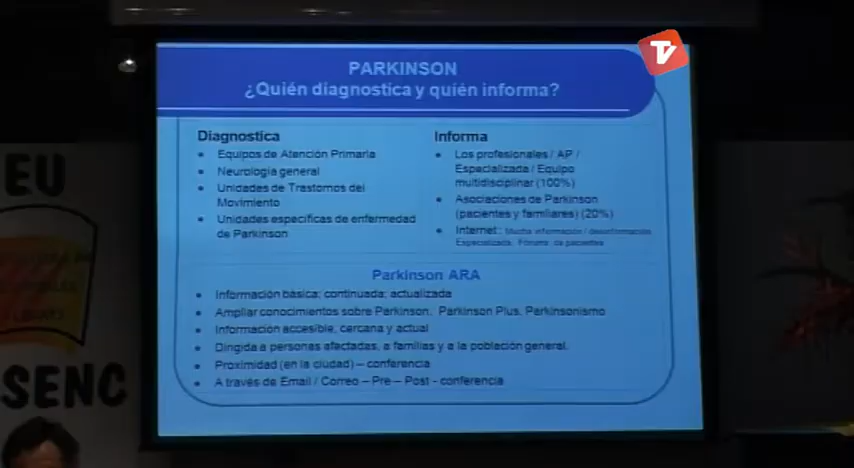 TV
PARKINSON
¿Quién diagnostica y quién informa?
Diagnostica
Equipos de Atención Primaria
Neurología general
Unidades de Trastornos del
Movimiento
Unidades específicas de enfermedad
de Parkinson
Informa
Los profesionales / AP /
Especializada / Equipo
multidisciplinar (100%)
Asociaciones de Parkinson
(pacientes y familiares) (20%)
Internet: Mucha información / desinformación
Especializada. Fórums de pacientes
Parkinson ARA
Información básica; continuada; actualizada
Ampliar conocimientos sobre Parkinson, Parkinson Plus, Parkinsonismo
Información accesible, cercana y actual
Dirigida a personas afectadas, a familias y a la población general.
Proximidad (en la ciudad) – conferencia
A través de Email / Correo – Pre – Post - conferencia
EU
SENC